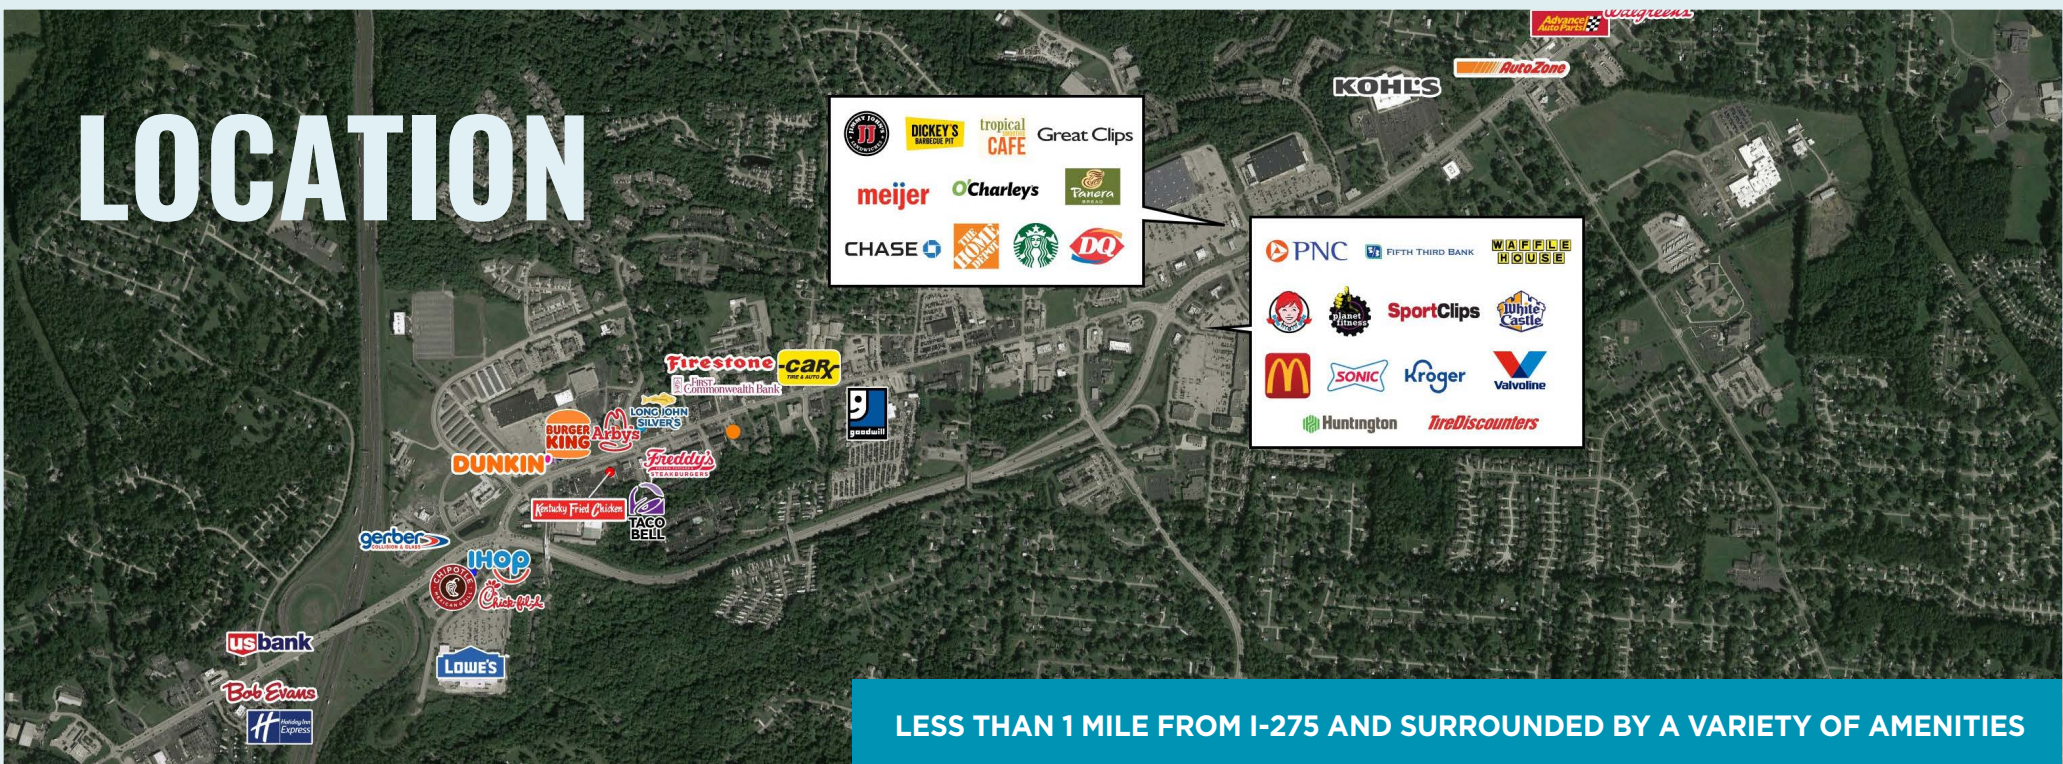 Walgreens
Advance
Auto Parts
AutoZone
KOHL'S
LOCATION
JIMMY JOHN'S
JJ
SANDWICHES
DICKEY'S
BARBECUE PIT
tropical
CAFE
Great Clips
meijer
O'Charley's
Panera
BREAD
CHASE
THE
HOME
DEPOT
DQ
PNC
FIFTH THIRD BANK
WAFFLE
HOUSE
Wendy's
planet
fitness
SportClips
White
Castle
M
SONIC
Kroger
Valvoline
Huntington
TireDiscounters
Firestone
carX
TIRE & AUTO
FIRST
Commonwealth Bank
LONG JOHN
SILVER'S
BURGER
KING
Arby's
goodwill
DUNKIN'
Freddy's
STEAKBURGERS
Kentucky Fried Chicken
TACO
BELL
gerber
COLLISION & GLASS
IHOP
CHIPOTLE
MEXICAN GRILL
Chick-fil-A
usbank
LOWE'S
Bob Evans
H
Holiday Inn
Express
LESS THAN 1 MILE FROM I-275 AND SURROUNDED BY A VARIETY OF AMENITIES